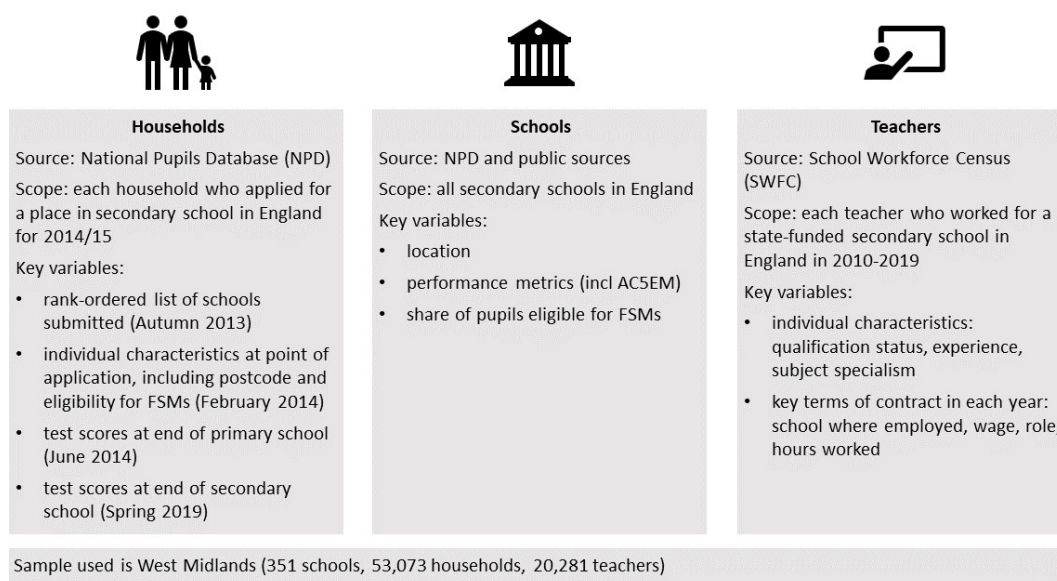 Households
Source: National Pupils Database (NPD)
Scope: each household who applied for
a place in secondary school in England
for 2014/15
Key variables:
• rank-ordered list of schools
submitted (Autumn 2013)
• individual characteristics at point of
application, including postcode and
eligibility for FSMs (February 2014)
• test scores at end of primary school
(June 2014)
• test scores at end of secondary
school (Spring 2019)
Schools
Source: NPD and public sources
Scope: all secondary schools in England
Key variables:
• location
• performance metrics (incl AC5EM)
• share of pupils eligible for FSMs
Teachers
Source: School Workforce Census
(SWFC)
Scope: each teacher who worked for a
state-funded secondary school in
England in 2010-2019
Key variables:
• individual characteristics:
qualification status, experience,
subject specialism
• key terms of contract in each year:
school where employed, wage, role,
hours worked
Sample used is West Midlands (351 schools, 53,073 households, 20,281 teachers)